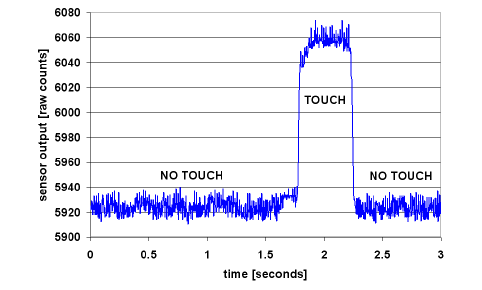 6080
6060
6040
6020
6000
5980
5960
5940
5920
5900
sensor output [raw counts]
TOUCH
NO TOUCH NO TOUCH
0 0.5 1 1.5 2 2.5 3
time [seconds]